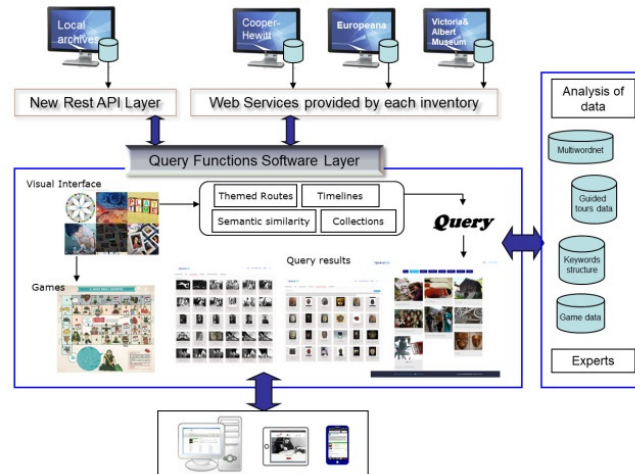 Local
archives
Cooper-
Hewitt
Europeana
Victoria&
Albert
Museum
New Rest API Layer
Web Services provided by each inventory
Query Functions Software Layer
Visual Interface
Themed Routes
Timelines
Semantic similarity
Collections
Query
Games
Query results
Analysis of
data
Multiwordnet
Guided
tours data
Keywords
structure
Game data
Experts